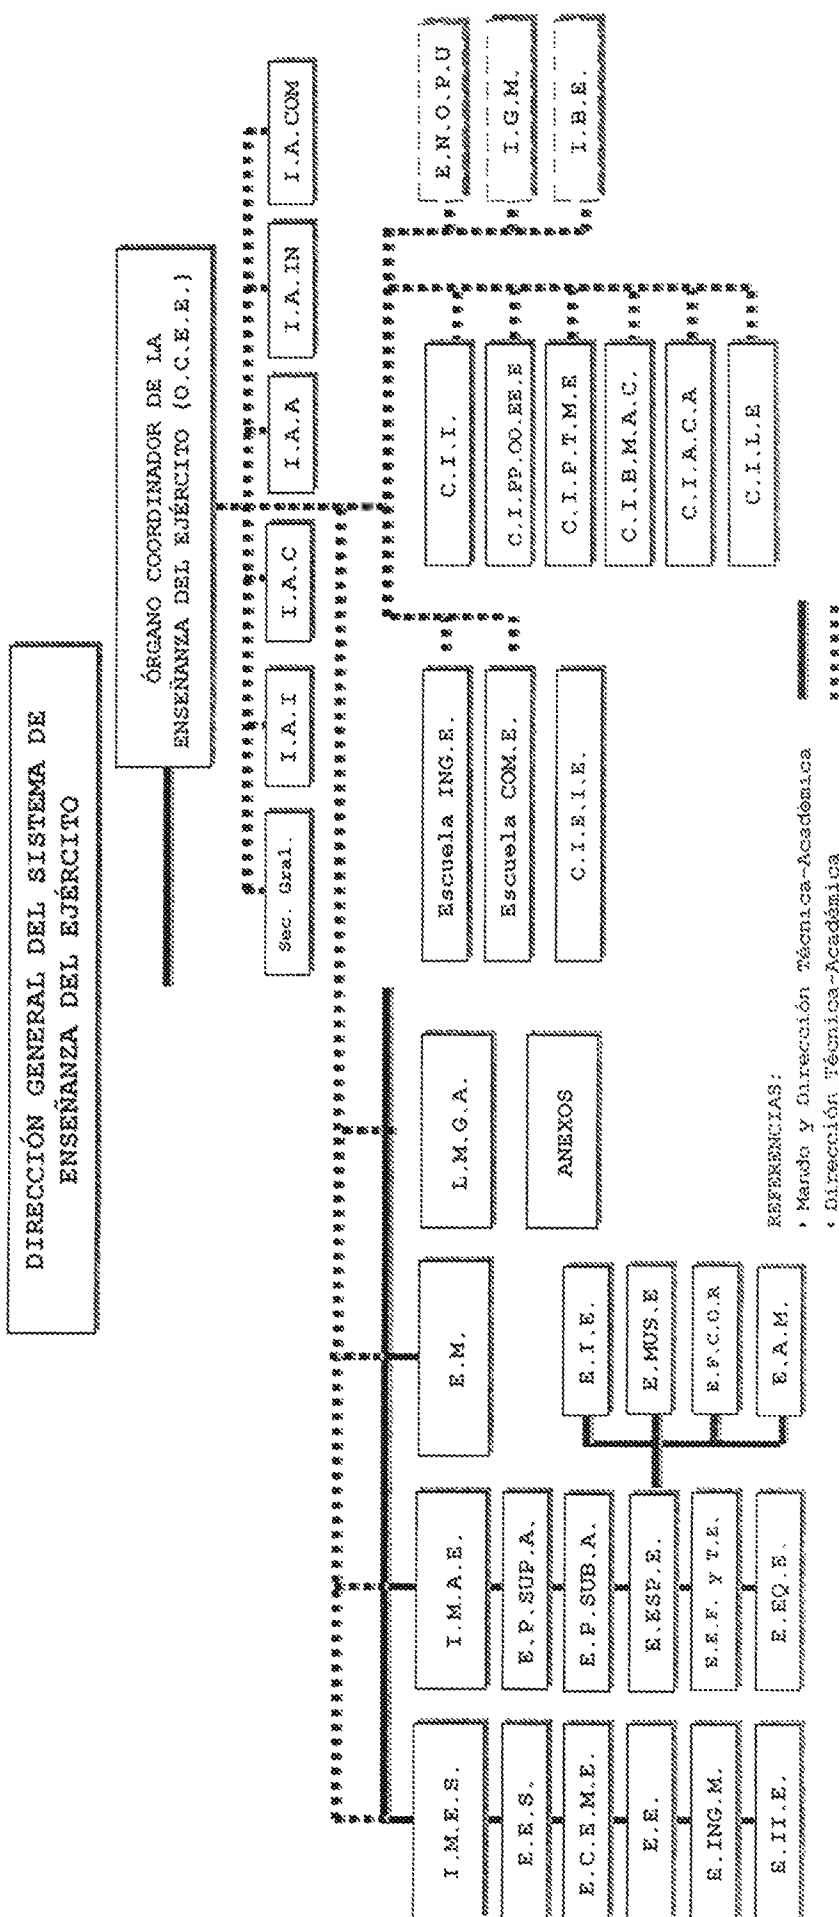 DIRECCIÓN GENERAL DEL SISTEMA DE
ENSEÑANZA DEL EJÉRCITO
ÓRGANO COORDINADOR DE LA
ENSEÑANZA DEL EJÉRCITO (O.C.E.E.)
Sec. Gral.
I.A.I
I.A.C
I.A.A
I.A.IN
I.A.COM
I.M.E.S.
E.E.S.
E.C.E.M.E.
E.E.
E.ING.M.
E.II.E.
I.M.A.E.
E.P.SUP.A.
E.P.SUB.A.
E.ESP.E.
E.E.F. Y T.E.
E.EQ.E.
E.M.
E.I.E.
E.MUS.E
E.F.C.O.R
E.A.M.
L.M.G.A.
ANEXOS
Escuela ING.E.
Escuela COM.E.
C.I.E.I.E.
C.I.I.
C.I.PP.OO.EE.E
C.I.P.T.M.E
C.I.B.M.A.C.
C.I.A.C.A
C.I.L.E
E.N.O.P.U
I.G.M.
I.B.E.
REFERENCIAS:
• Mando y Dirección Técnica-Académica
• Dirección Técnica-Académica